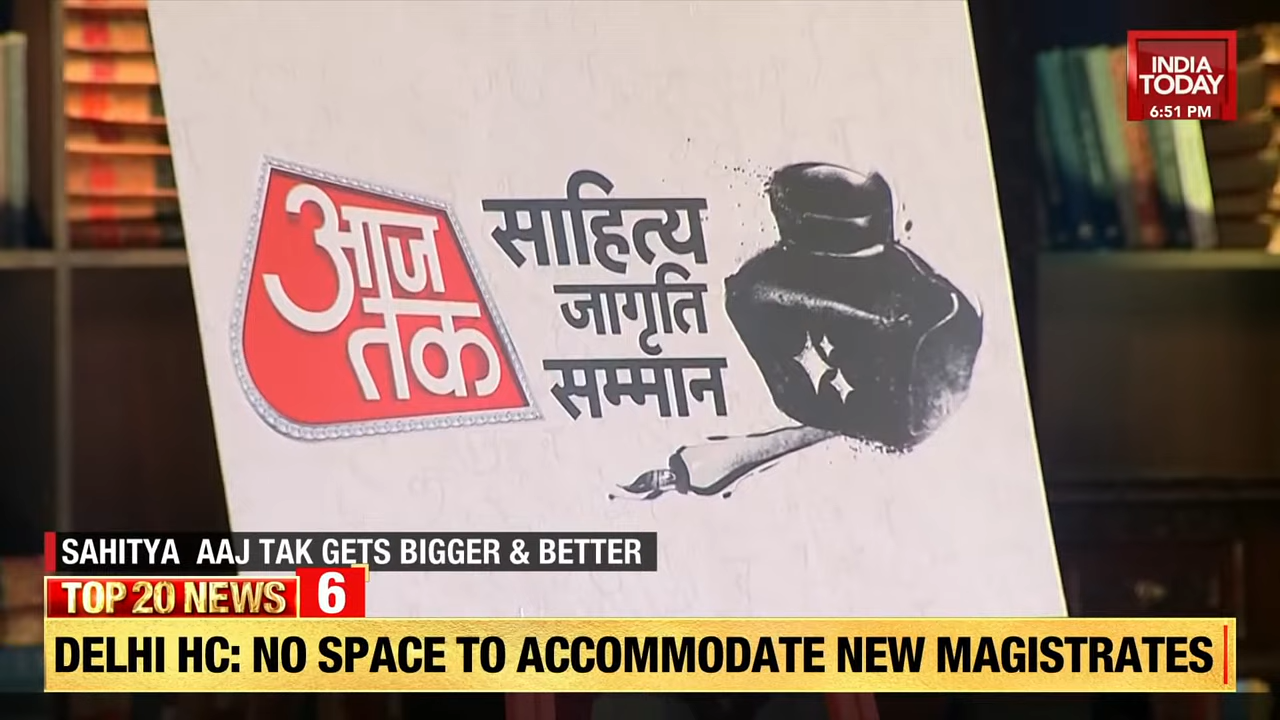 INDIA
TODAY
6:51 PM
आज
तक
साहित्य
जागृति
सम्मान
SAHITYA AAJ TAK GETS BIGGER & BETTER
TOP 20 NEWS 6
DELHI HC: NO SPACE TO ACCOMMODATE NEW MAGISTRATES